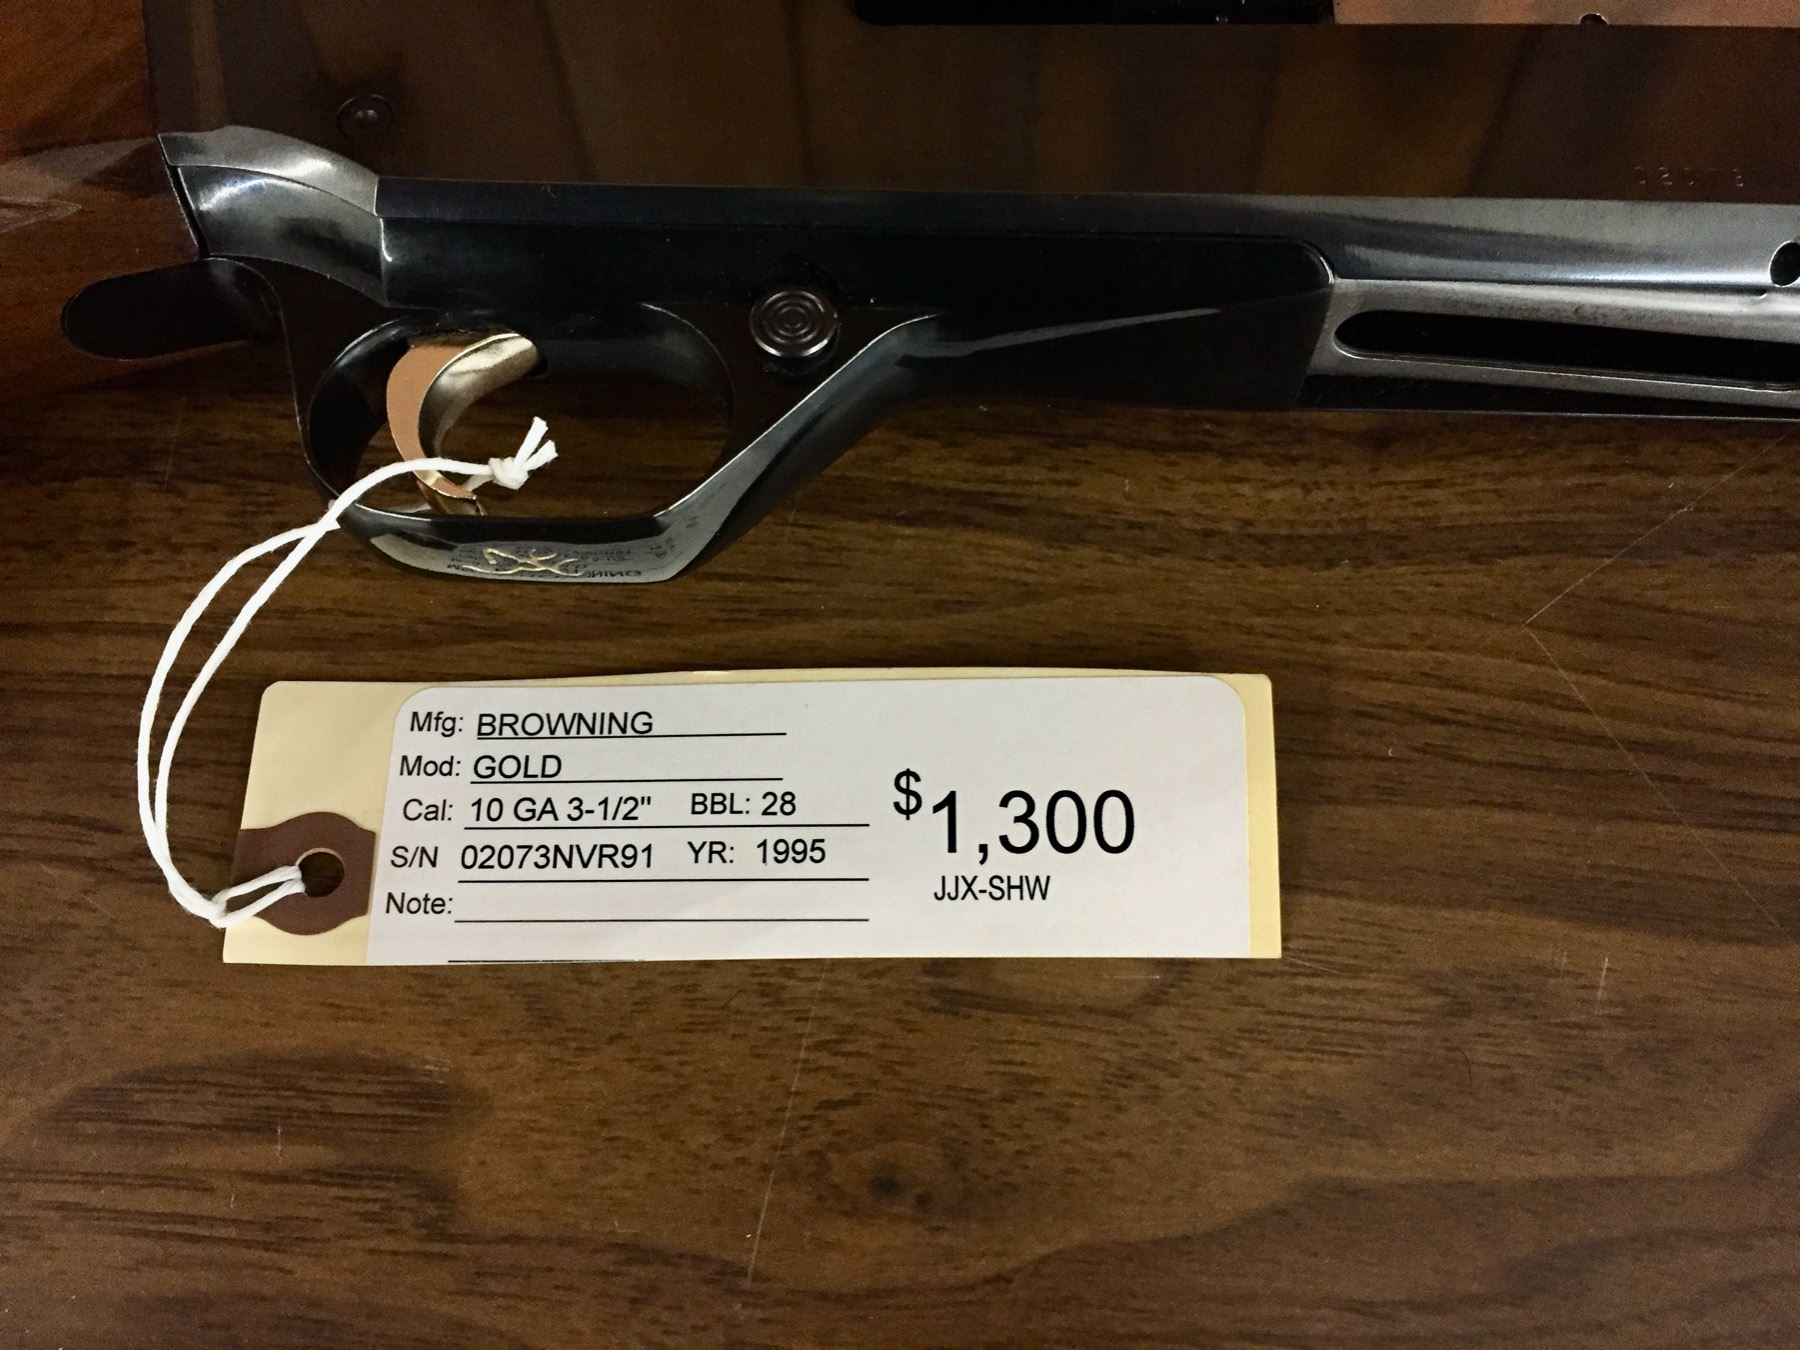 Mfg: BROWNING
Mod: GOLD
Cal: 10 GA 3-1/2" BBL: 28
S/N 02073NVR91 YR: 1995
Note:
$1,300
JJX-SHW